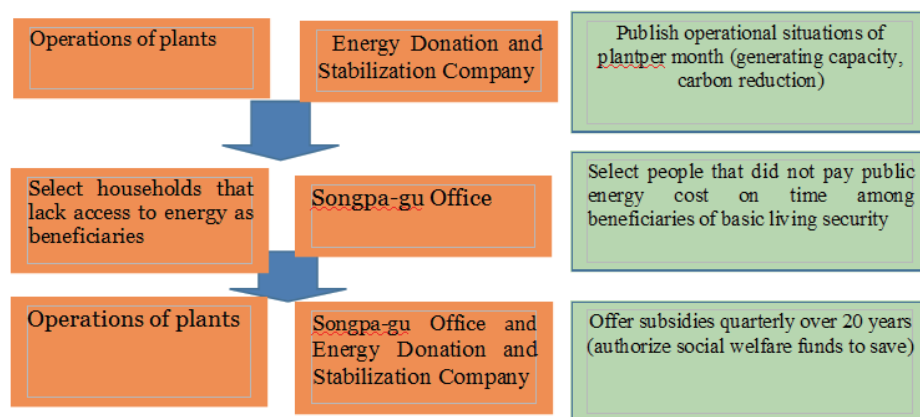 Operations of plants
Energy Donation and
Stabilization Company
Publish operational situations of
plantper month (generating capacity,
carbon reduction)
Select households that
lack access to energy as
beneficiaries
Songpa-gu Office
Select people that did not pay public
energy cost on time among
beneficiaries of basic living security
Operations of plants
Songpa-gu Office and
Energy Donation and
Stabilization Company
Offer subsidies quarterly over 20 years
(authorize social welfare funds to save)